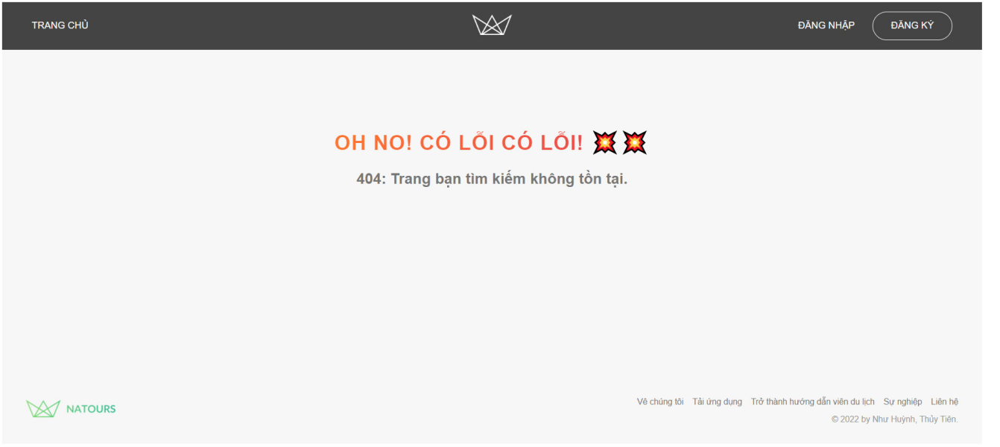 TRANG CHỦ
ĐĂNG NHẬP
ĐĂNG KÝ
OH NO! CÓ LỖI CÓ LỖI! 💥💥
404: Trang bạn tìm kiếm không tồn tại.
NATOURS
Về chúng tôi Tải ứng dụng Trở thành hướng dẫn viên du lịch Sự nghiệp Liên hệ
© 2022 by Như Huỳnh, Thủy Tiên.